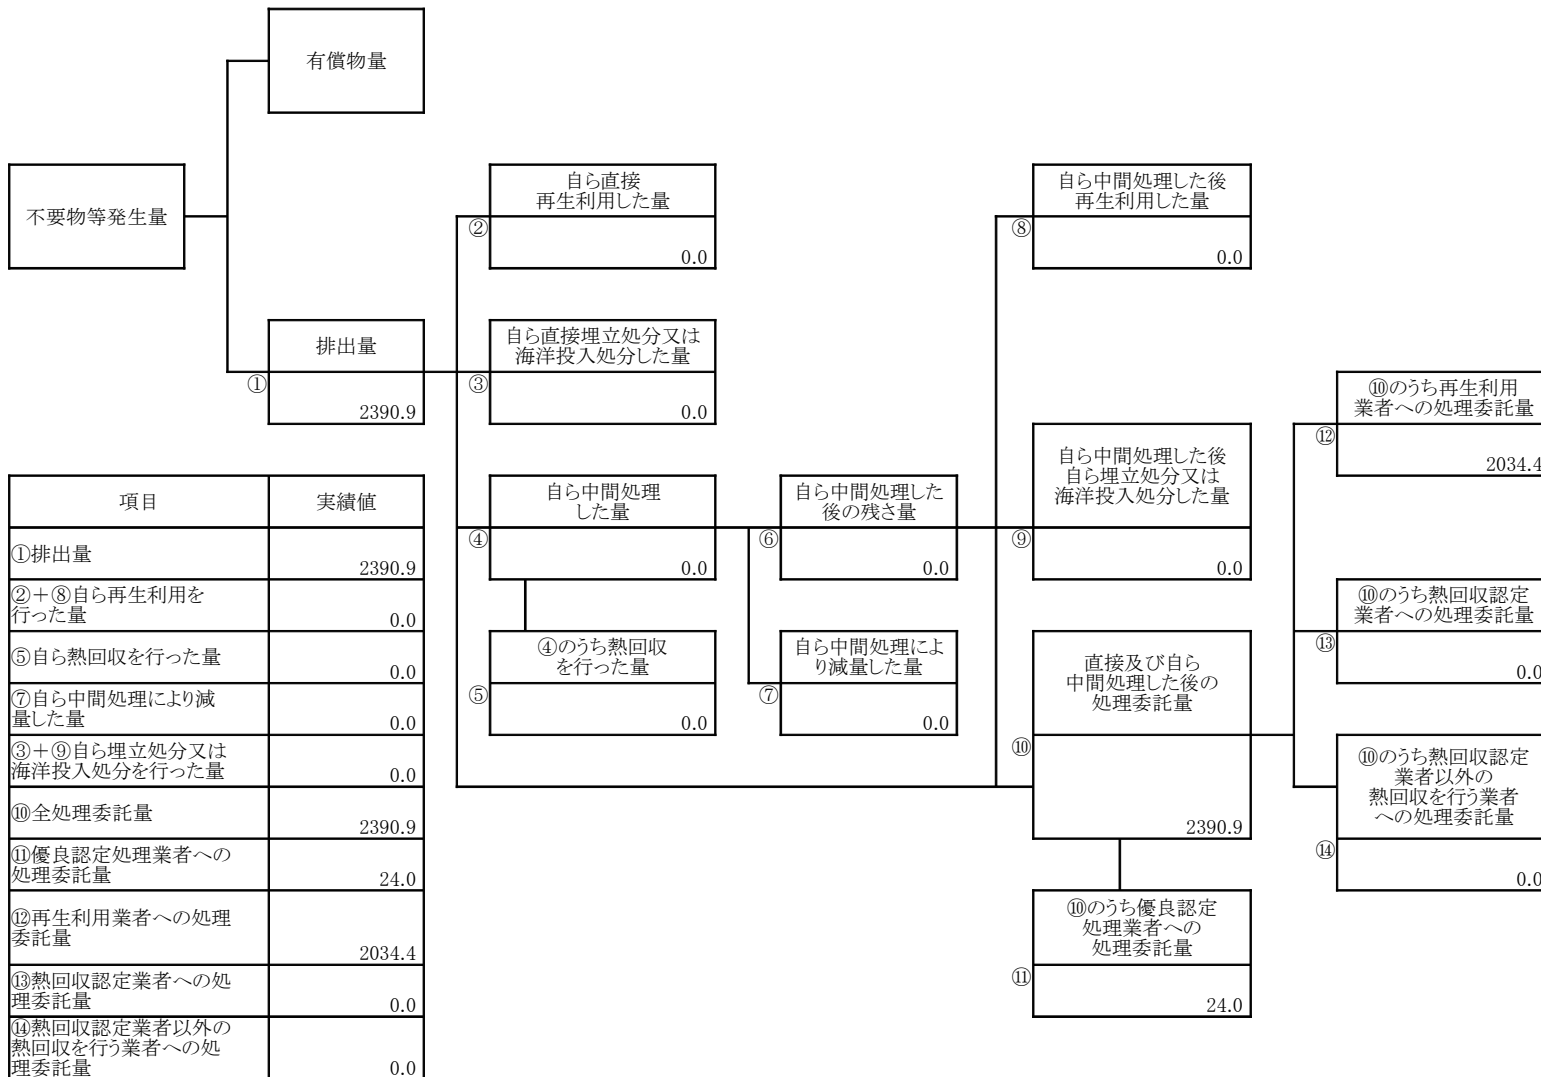 有償物量
不要物等発生量
自ら直接
再生利用した量
②
0.0
自ら中間処理した後
再生利用した量
⑧
0.0
排出量
①
2390.9
自ら直接埋立処分又は
海洋投入処分した量
③
0.0
⑩のうち再生利用
業者への処理委託量
⑫
2034.4
自ら中間処理
した量
④
0.0
自ら中間処理した
後の残さ量
⑥
0.0
自ら中間処理した後
自ら埋立処分又は
海洋投入処分した量
⑨
0.0
⑩のうち熱回収認定
業者への処理委託量
⑬
0.0
④のうち熱回収
を行った量
⑤
0.0
自ら中間処理によ
り減量した量
⑦
0.0
直接及び自ら
中間処理した後の
処理委託量
⑩
2390.9
⑩のうち熱回収認定
業者以外の
熱回収を行う業者
への処理委託量
⑭
0.0
⑩のうち優良認定
処理業者への
処理委託量
⑪
24.0
項目 実績値
①排出量
2390.9
②＋⑧自ら再生利用を
行った量
0.0
⑤自ら熱回収を行った量
0.0
⑦自ら中間処理により減
量した量
0.0
③＋⑨自ら埋立処分又は
海洋投入処分を行った量
0.0
⑩全処理委託量
2390.9
⑪優良認定処理業者への
処理委託量
24.0
⑫再生利用業者への処理
委託量
2034.4
⑬熱回収認定業者への処
理委託量
0.0
⑭熱回収認定業者以外の
熱回収を行う業者への処
理委託量
0.0